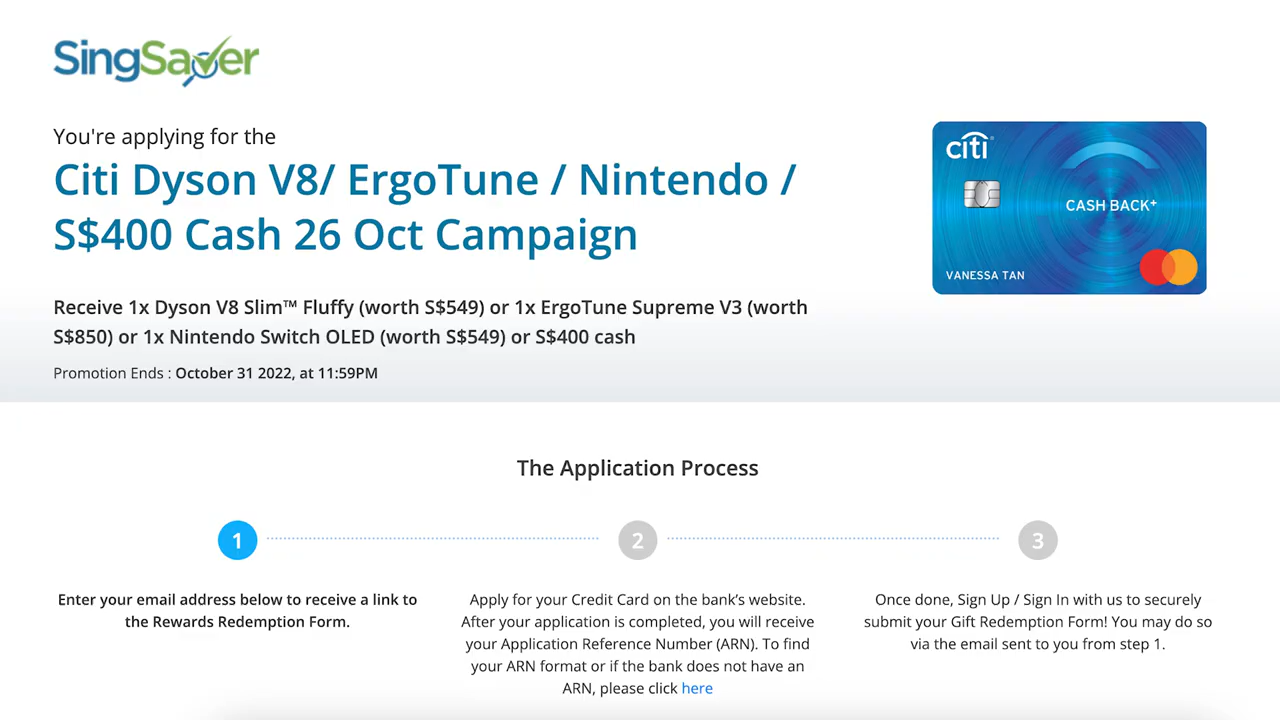 SingSaver
You're applying for the
Citi Dyson V8/ ErgoTune / Nintendo /
S$400 Cash 26 Oct Campaign
Receive 1x Dyson V8 Slim™ Fluffy (worth S$549) or 1x ErgoTune Supreme V3 (worth
S$850) or 1x Nintendo Switch OLED (worth S$549) or S$400 cash
Promotion Ends : October 31 2022, at 11:59PM
citi®
CASH BACK+
VANESSA TAN
The Application Process
1
2
3
Enter your email address below to receive a link to
the Rewards Redemption Form.
Apply for your Credit Card on the bank’s website.
After your application is completed, you will receive
your Application Reference Number (ARN). To find
your ARN format or if the bank does not have an
ARN, please click here
Once done, Sign Up / Sign In with us to securely
submit your Gift Redemption Form! You may do so
via the email sent to you from step 1.